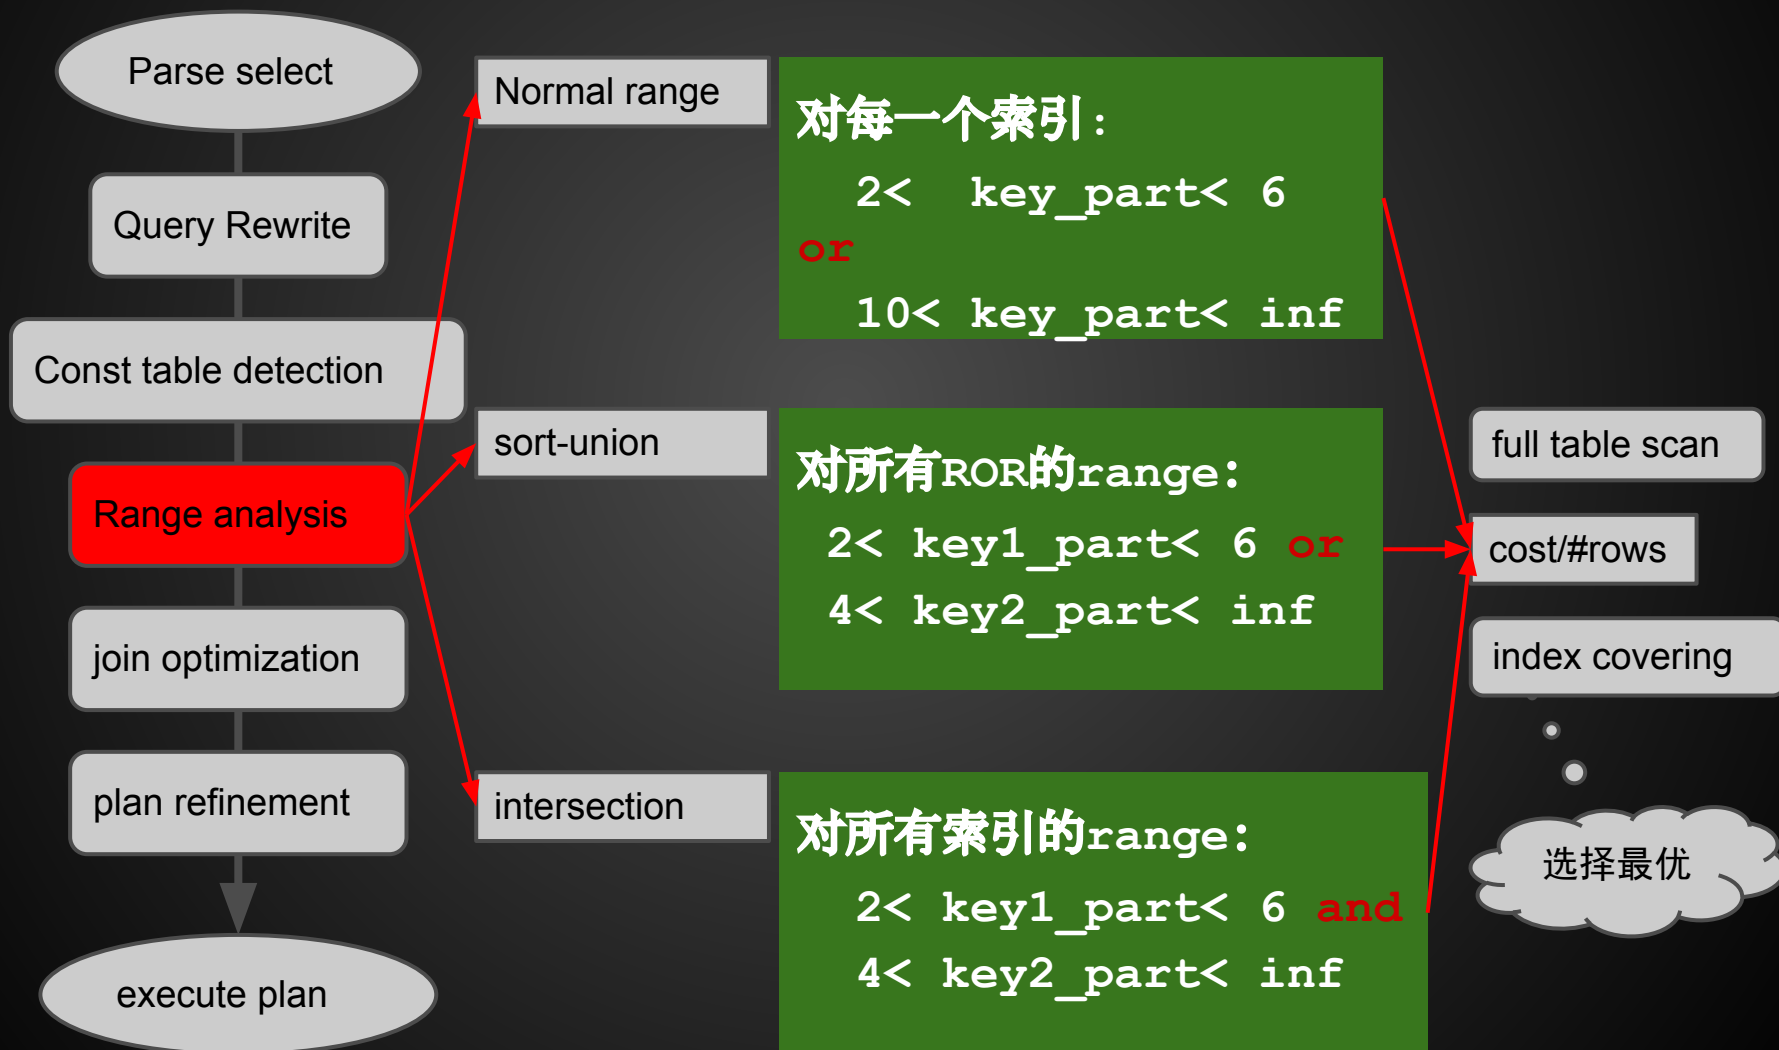 Parse select
Query Rewrite
Const table detection
Range analysis
join optimization
plan refinement
execute plan
Normal range
对每一个索引:
2<  key_part< 6
or
10< key_part< inf
sort-union
对所有ROR的range:
2< key1_part< 6 or
4< key2_part< inf
intersection
对所有索引的range:
2< key1_part< 6 and
4< key2_part< inf
full table scan
cost/#rows
index covering
选择最优